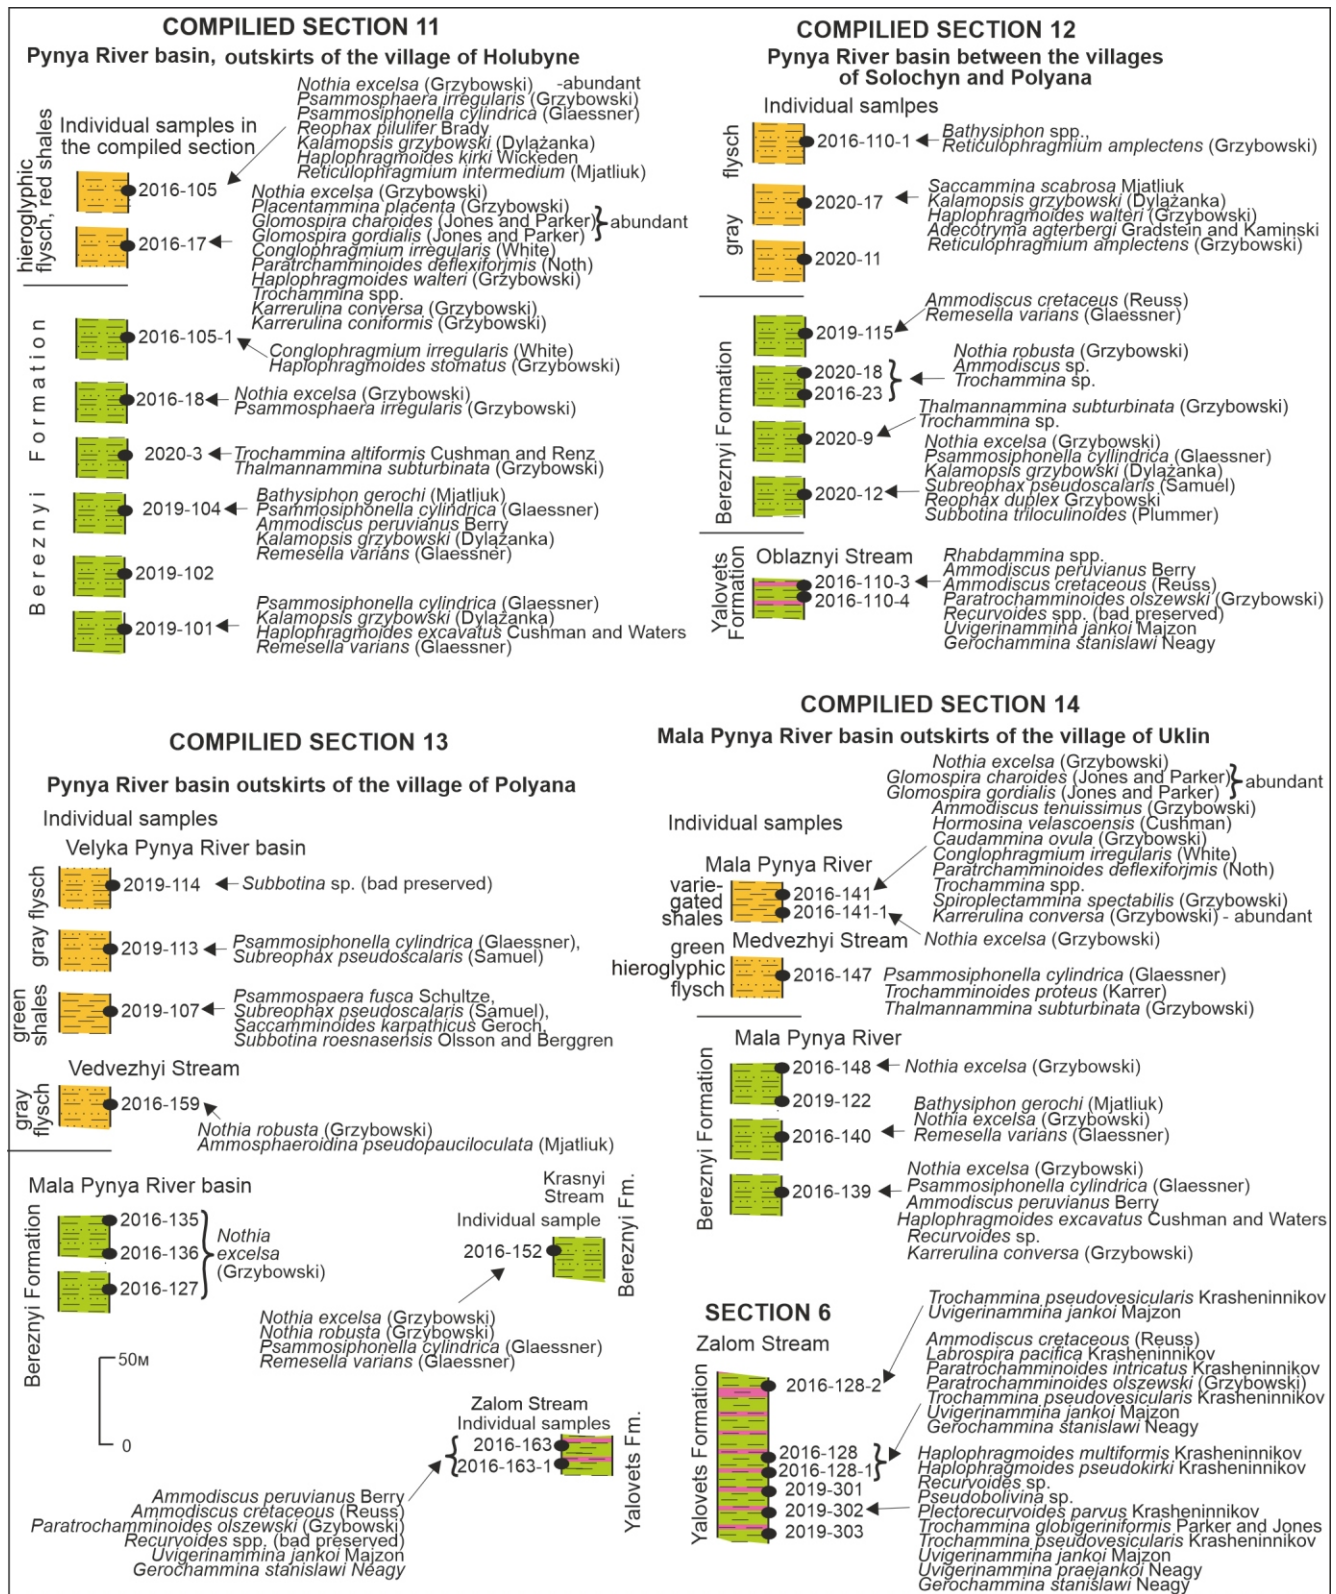 COMPILIED SECTION 11
Pynya River basin, outskirts of the village of Holubyne
Nothia excelsa (Grzybowski) -abundant
Psammosphaera irregularis (Grzybowski)
Psammosiphonella cylindrica (Glaessner)
Reophax pilulifer Brady
Kalamopsis grzybowski (Dylążanka)
Haplophragmoides kirki Wickeden
Reticulophragmium intermedium (Mjatliuk)
Individual samples in
the compiled section
hieroglyphic
flysch, red shales
2016-105
2016-17
Nothia excelsa (Grzybowski)
Placentammina placenta (Grzybowski)
Glomospira charoides (Jones and Parker)
Glomospira gordialis (Jones and Parker)
abundant
Conglophragmium irregularis (White)
Paratrchamminoides deflexiforjmis (Noth)
Haplophragmoides walteri (Grzybowski)
Trochammina spp.
Karrerulina conversa (Grzybowski)
Karrerulina coniformis (Grzybowski)
Bereznyi Formation
2016-105-1
Conglophragmium irregularis (White)
Haplophragmoides stomatus (Grzybowski)
2016-18
Nothia excelsa (Grzybowski)
Psammosphaera irregularis (Grzybowski)
2020-3
Trochammina altiformis Cushman and Renz
Thalmannammina subturbinata (Grzybowski)
2019-104
Bathysiphon gerochi (Mjatliuk)
Psammosiphonella cylindrica (Glaessner)
Ammodiscus peruvianus Berry
Kalamopsis grzybowski (Dylążanka)
Remesella varians (Glaessner)
2019-102
2019-101
Psammosiphonella cylindrica (Glaessner)
Kalamopsis grzybowski (Dylążanka)
Haplophragmoides excavatus Cushman and Waters
Remesella varians (Glaessner)
COMPILIED SECTION 12
Pynya River basin between the villages
of Solochyn and Polyana
Individual samlpes
gray flysch
2016-110-1
Bathysiphon spp.,
Reticulophragmium amplectens (Grzybowski)
2020-17
Saccammina scabrosa Mjatliuk
Kalamopsis grzybowski (Dylążanka)
Haplophragmoides walteri (Grzybowski)
Adecotryma agterbergi Gradstein and Kaminski
Reticulophragmium amplectens (Grzybowski)
2020-11
Bereznyi Formation
2019-115
Ammodiscus cretaceus (Reuss)
Remesella varians (Glaessner)
2020-18
2016-23
Nothia robusta (Grzybowski)
Ammodiscus sp.
Trochammina sp.
2020-9
Thalmannammina subturbinata (Grzybowski)
Trochammina sp.
2020-12
Nothia excelsa (Grzybowski)
Psammosiphonella cyllindrica (Glaessner)
Kalamopsis grzybowski (Dylążanka)
Subreophax pseudoscalaris (Samuel)
Reophax duplex Grzybowski
Subbotina triloculinoides (Plummer)
Yalovets
Formation
Oblaznyi Stream
2016-110-3
2016-110-4
Rhabdammina spp.
Ammodiscus peruvianus Berry
Ammodiscus cretaceous (Reuss)
Paratrochamminoides olszewski (Grzybowski)
Recurvoides spp. (bad preserved)
Uvigerinammina jankoi Majzon
Gerochammina stanislawi Neagy
COMPILIED SECTION 13
Pynya River basin outskirts of the village of Polyana
Individual samples
Velyka Pynya River basin
gray flysch
2019-114
Subbotina sp. (bad preserved)
2019-113
Psammosiphonella cylindrica (Glaessner),
Subreophax pseudoscalaris (Samuel)
green
shales
2019-107
Psammospaera fusca Schultze,
Subreophax pseudoscalaris (Samuel),
Saccamminoides karpathicus Geroch,
Subbotina roesnasensis Olsson and Berggren
Vedvezhyi Stream
gray
flysch
2016-159
Nothia robusta (Grzybowski)
Ammosphaeroidina pseudopauciloculata (Mjatliuk)
Mala Pynya River basin
Bereznyi Formation
2016-135
2016-136
2016-127
Nothia
excelsa
(Grzybowski)
Krasnyi
Stream
Individual sample
2016-152
Bereznyi Fm.
Nothia excelsa (Grzybowski)
Nothia robusta (Grzybowski)
Psammosiphonella cylindrica (Glaessner)
Remesella varians (Glaessner)
50м
0
Zalom Stream
Individual samples
2016-163
2016-163-1
Yalovets Fm.
Ammodiscus peruvianus Berry
Ammodiscus cretaceous (Reuss)
Paratrochamminoides olszewski (Gzybowski)
Recurvoides spp. (bad preserved)
Uvigerinammina jankoi Majzon
Gerochammina stanislawi Neagy
COMPILIED SECTION 14
Mala Pynya River basin outskirts of the village of Uklin
Nothia excelsa (Grzybowski)
Glomospira charoides (Jones and Parker)
Glomospira gordialis (Jones and Parker)
abundant
Ammodiscus tenuissimus (Grzybowski)
Hormosina velascoensis (Cushman)
Caudammina ovula (Grzybowski)
Conglophragmium irregularis (White)
Paratrchamminoides deflexiforjmis (Noth)
Trochammina spp.
Spiroplectammina spectabilis (Grzybowski)
Karrerulina conversa (Grzybowski) - abundant
Individual samples
Mala Pynya River
varie-
gated
shales
2016-141
2016-141-1
Nothia excelsa (Grzybowski)
green
hieroglyphic
flysch
Medvezhyi Stream
2016-147
Psammosiphonella cylindrica (Glaessner)
Trochamminoides proteus (Karrer)
Thalmannammina subturbinata (Grzybowski)
Mala Pynya River
Bereznyi Formation
2016-148
Nothia excelsa (Grzybowski)
2019-122
2016-140
Bathysiphon gerochi (Mjatliuk)
Nothia excelsa (Grzybowski)
Remesella varians (Glaessner)
2016-139
Nothia excelsa (Grzybowski)
Psammosiphonella cylindrica (Glaessner)
Ammodiscus peruvianus Berry
Haplophragmoides excavatus Cushman and Waters
Recurvoides sp.
Karrerulina conversa (Grzybowski)
SECTION 6
Zalom Stream
Yalovets Formation
2016-128-2
Trochammina pseudovesicularis Krasheninnikov
Uvigerinammina jankoi Majzon
2016-128
2016-128-1
Ammodiscus cretaceous (Reuss)
Labrospira pacifica Krasheninnikov
Paratrochamminoides intricatus Krasheninnikov
Paratrochamminoides olszewski (Grzybowski)
Trochammina pseudovesicularis Krasheninnikov
Uvigerinammina jankoi Majzon
Gerochammina stanislawi Neagy
2019-301
2019-302
2019-303
Haplophragmoides multiformis Krasheninnikov
Haplophragmoides pseudokirki Krasheninnikov
Recurvoides sp.
Pseudobolivina sp.
Plectorecurvoides parvus Krasheninnikov
Trochammina globigeriniformis Parker and Jones
Trochammina pseudovesicularis Krasheninnikov
Uvigerinammina jankoi Majzon
Uvigerinammina praejankoi Neagy
Gerochammina stanislawi Neagy